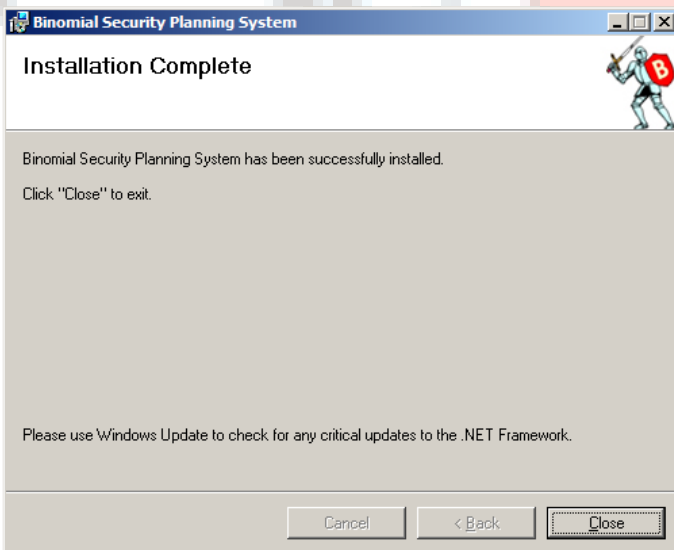 Binomial Security Planning System
Installation Complete
B
Binomial Security Planning System has been successfully installed.
Click "Close" to exit.
Please use Windows Update to check for any critical updates to the .NET Framework.
Cancel
< Back
Close